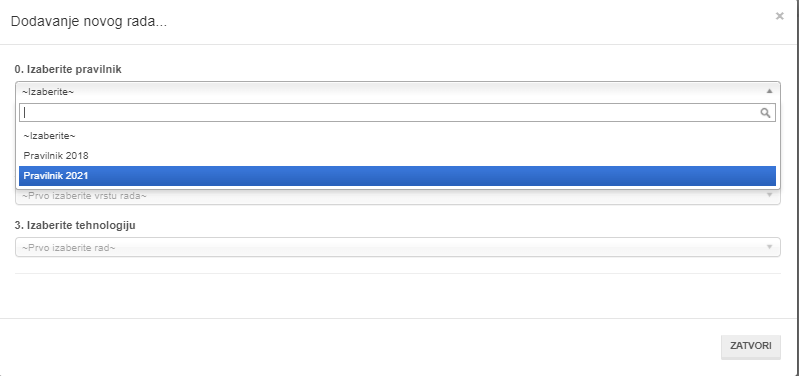 Dodavanje novog rada...
×
0. Izaberite pravilnik
~Izaberite~
~Izaberite~
Pravilnik 2018
Pravilnik 2021
~Prvo izaberite vrstu rada~
3. Izaberite tehnologiju
~Prvo izaberite rad~
ZATVORI